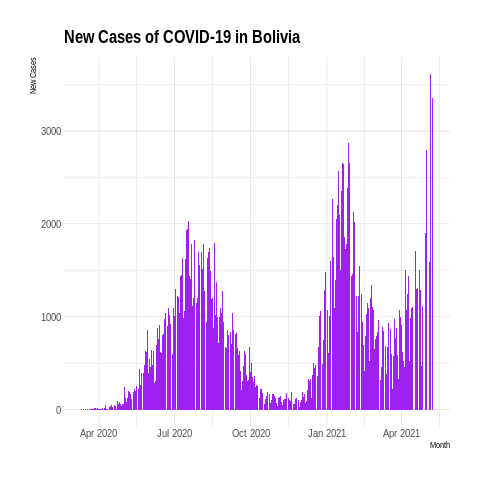 New Cases of COVID-19 in Bolivia
New Cases
3000
2000
1000
0
Apr 2020
Jul 2020
Oct 2020
Jan 2021
Apr 2021
Month